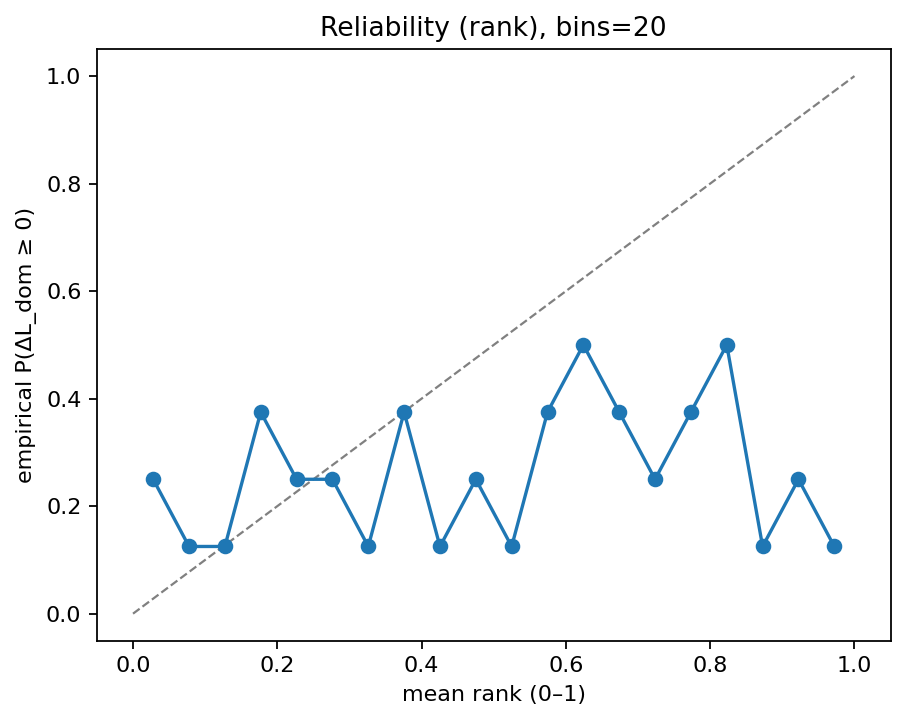 Reliability (rank), bins=20
empirical P(ΔL_dom ≥ 0)
1.0
0.8
0.6
0.4
0.2
0.0
0.0 0.2 0.4 0.6 0.8 1.0
mean rank (0–1)